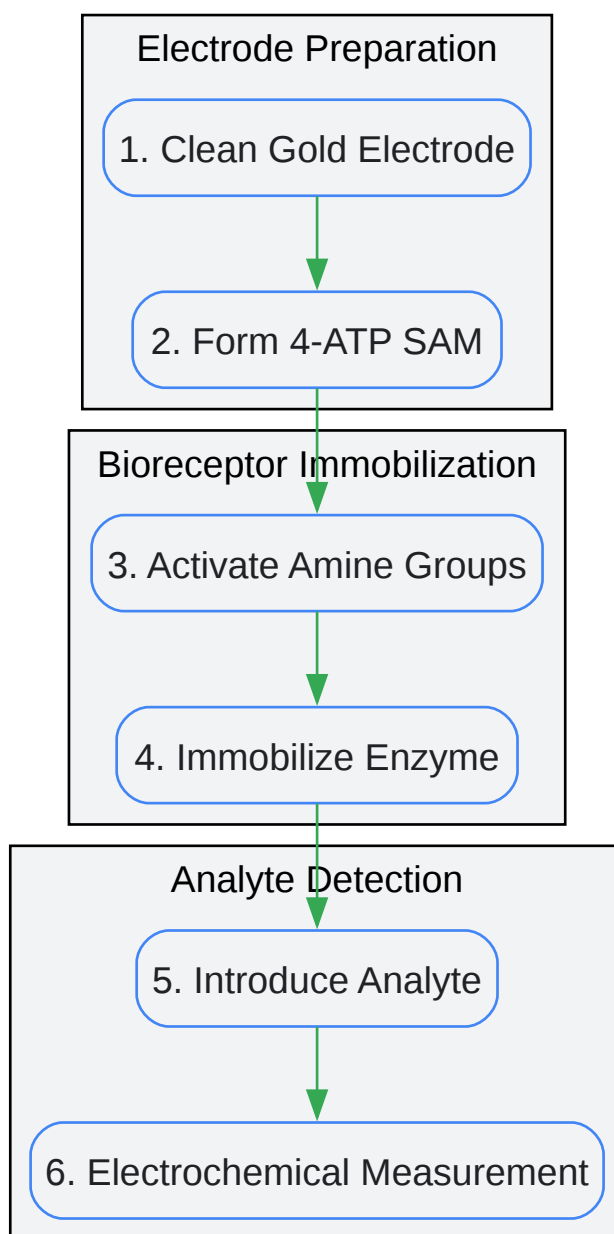 Electrode Preparation
1. Clean Gold Electrode
2. Form 4-ATP SAM
Bioreceptor Immobilization
3. Activate Amine Groups
4. Immobilize Enzyme
Analyte Detection
5. Introduce Analyte
6. Electrochemical Measurement